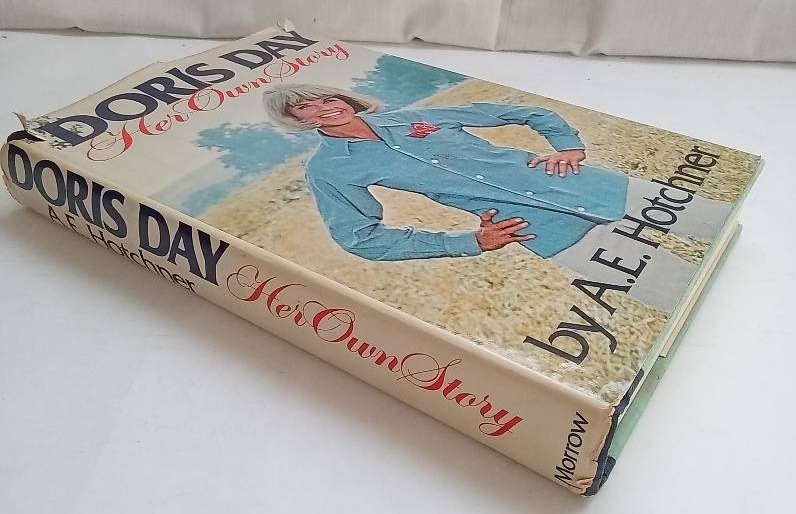 DORIS DAY
Her Own Story
by A.E. Hotchner
DORIS DAY
A.E. Hotchner
Her Own Story
Morrow